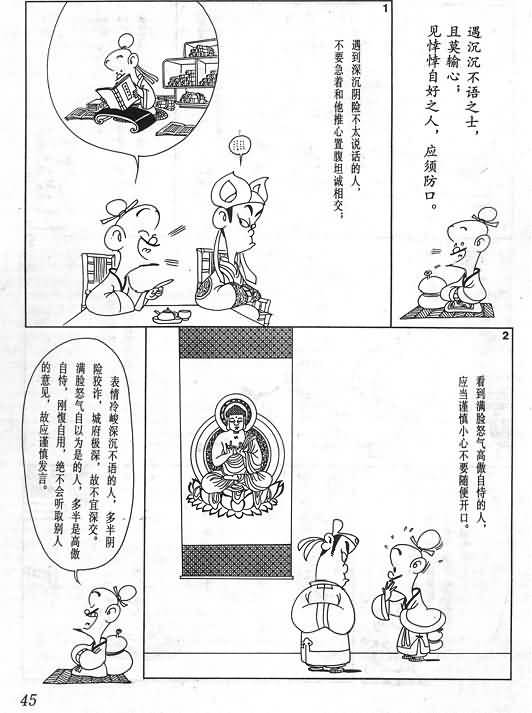 遇沉沉不语之士，
且莫输心；
见悻悻自好之人，应须防口。
1
遇到深沉阴险不太说话的人，
不要急着和他推心置腹坦诚相交；
2
看到满脸怒气高傲自恃的人，
应当谨慎小心不要随便开口。
表情冷峻深沉不语的人，多半阴
险狡诈，城府极深，故不宜深交。
满脸怒气自以为是的人，多半是高傲
自恃，刚愎自用，绝不会听取别人
的意见，故应谨慎发言。
45